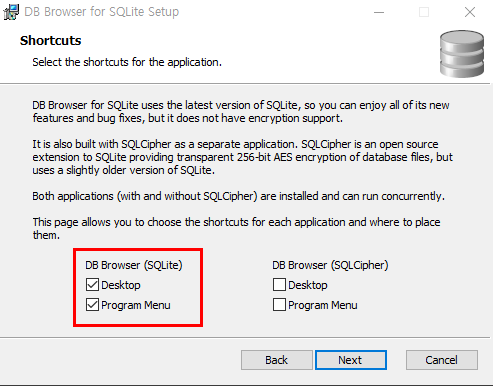 DB Browser for SQLite Setup
Shortcuts
Select the shortcuts for the application.
DB Browser for SQLite uses the latest version of SQLite, so you can enjoy all of its new
features and bug fixes, but it does not have encryption support.
It is also built with SQLCipher as a separate application. SQLCipher is an open source
extension to SQLite providing transparent 256-bit AES encryption of database files, but
uses a slightly older version of SQLite.
Both applications (with and without SQLCipher) are installed and can run concurrently.
This page allows you to choose the shortcuts for each application and where to place
them.
DB Browser (SQLite)
Desktop
Program Menu
DB Browser (SQLCipher)
Desktop
Program Menu
Back
Next
Cancel